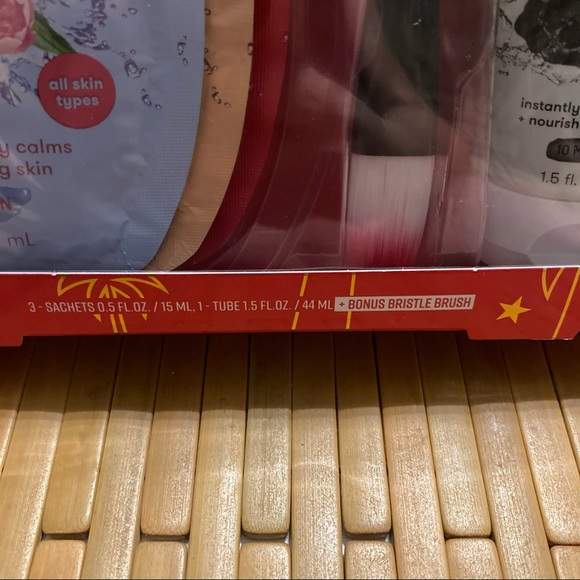 all skin
types
calms
skin
mL
instantly
+ nourish
10
1.5 fl.
3 - SACHETS 0.5 FL.OZ. / 15 ML, 1 - TUBE 1.5 FL.OZ. / 44 ML + BONUS BRISTLE BRUSH